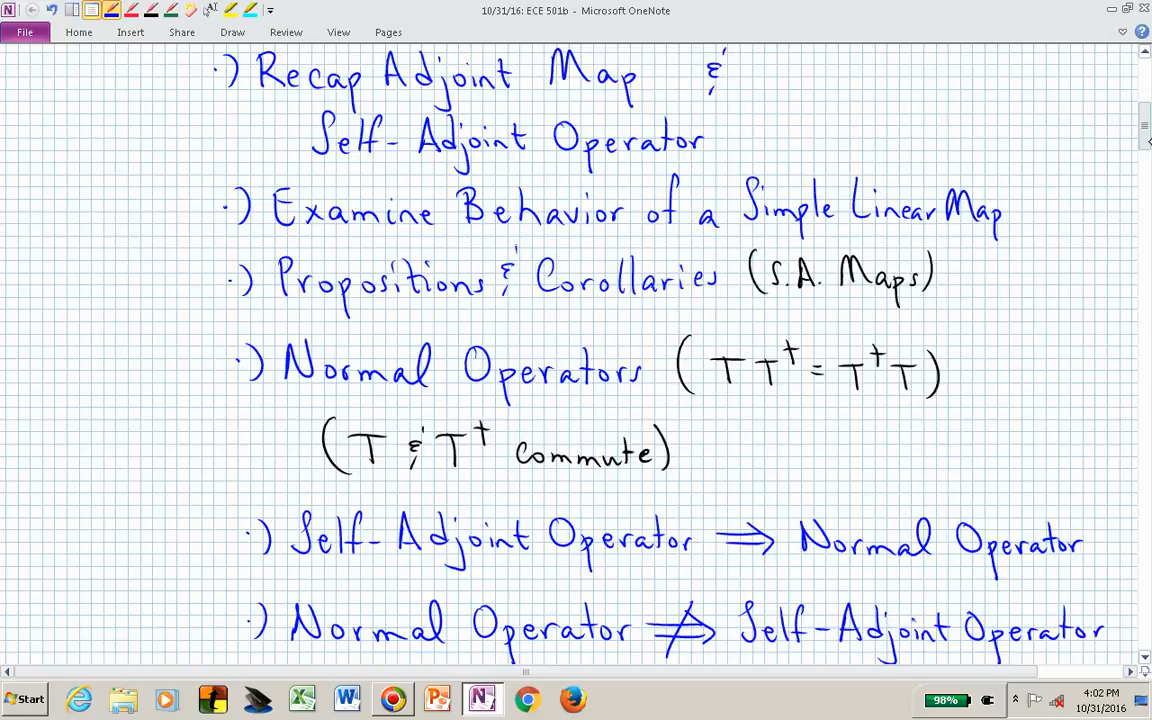 10/31/16: ECE 501b - Microsoft OneNote
File Home Insert Share Draw Review View Pages
·) Recap Adjoint Map &
Self-Adjoint Operator
·) Examine Behavior of a Simple Linear Map
·) Propositions & Corollaries (S.A. Maps)
·) Normal Operators (TT† = T†T)
(T & T† commute)
·) Self-Adjoint Operator ⇒ Normal Operator
·) Normal Operator ⇏ Self-Adjoint Operator
Start
98%
4:02 PM
10/31/2016